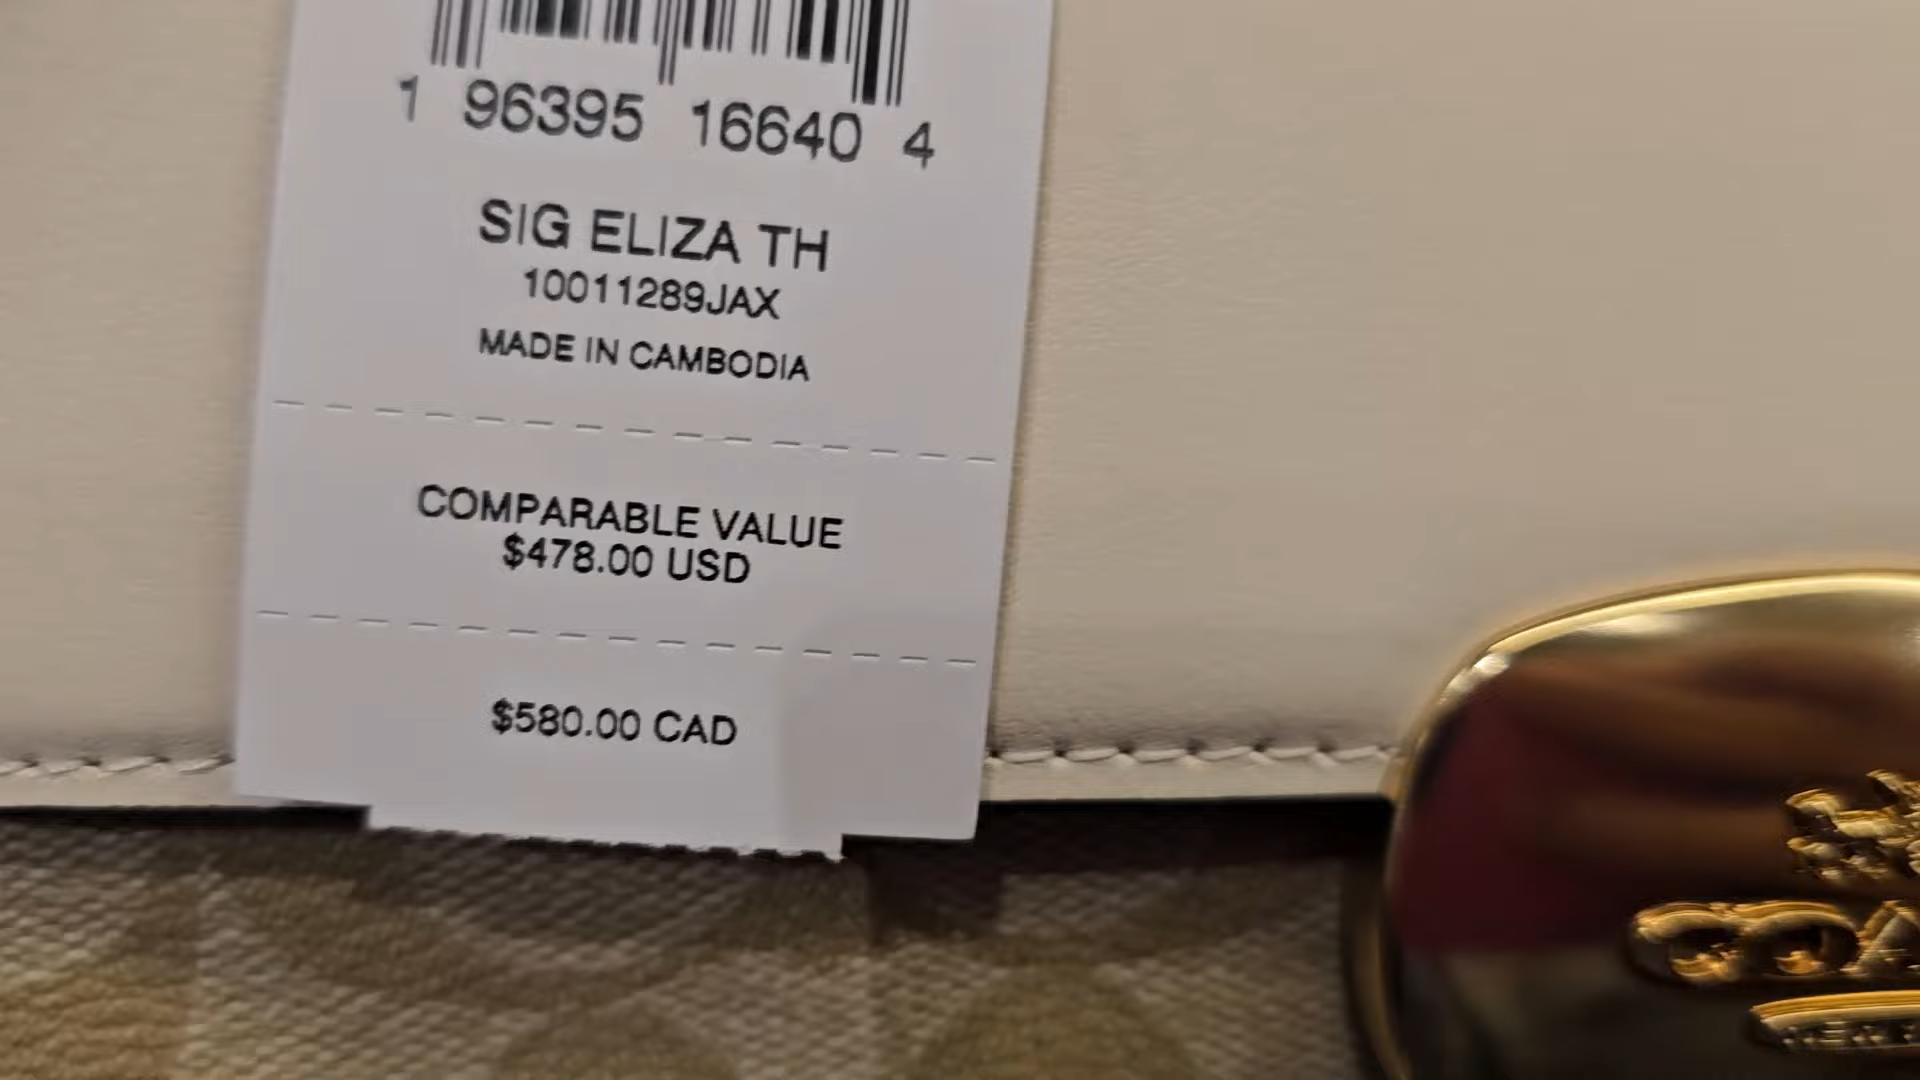 1 96395 16640 4
SIG ELIZA TH
10011289JAX
MADE IN CAMBODIA
COMPARABLE VALUE
$478.00 USD
$580.00 CAD